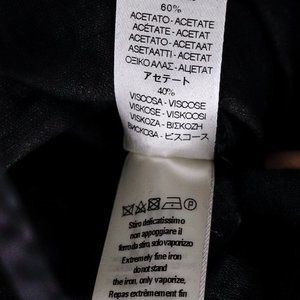 60%
ACETATO - ACETATE
ACÉTATE - ACETAT
ACETATO - ACETAAT
ASETAATTI - ACETAT
ΟΞΙΚΟ ΑΛΑΣ - АЦЕТАТ
アセテート
40%
VISCOSA - VISCOSE
VISKOSE - VISKOOSI
VISKOZA - ΒΙΣΚΟΖΗ
ВИСКОЗА - ビスコース
Stiro delicatissimo
non appoggiare il
ferro da stiro, solo vaporizzo
Extremely fine iron
do not stand
the iron, only vaporize,
Repas extrêmement fin